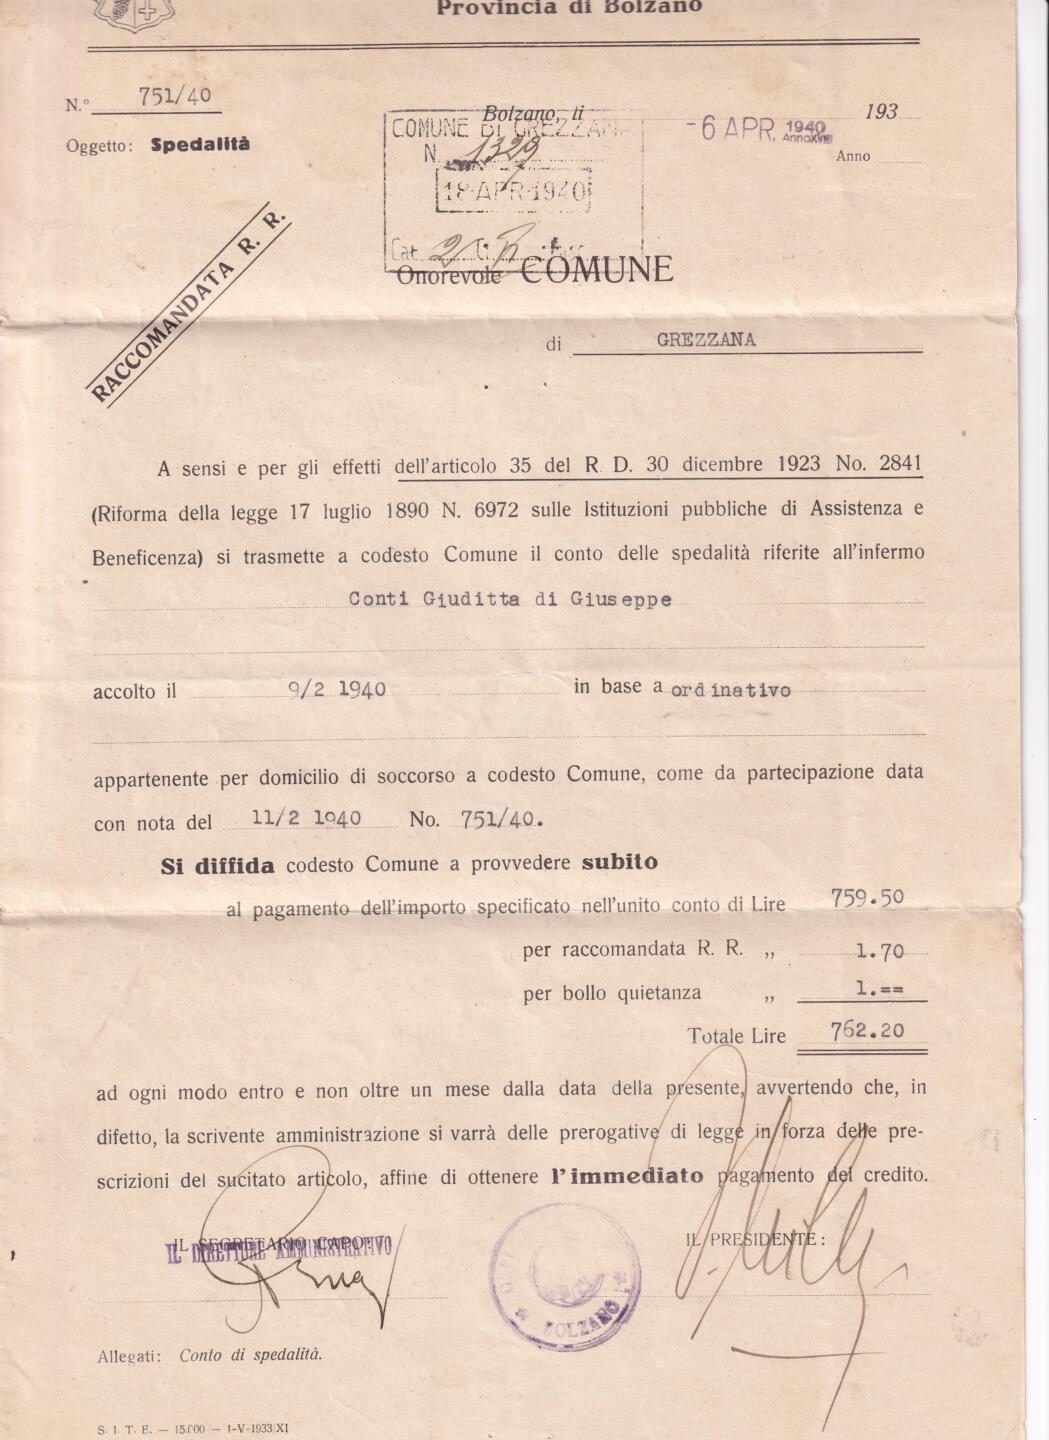 Provincia di Bolzano
N.° 751/40
Oggetto: Spedalità
Bolzano, li 193
-6 APR. 1940
Anno XVIII
Anno
COMUNE DI GREZZANA
N. 1329
18 APR 1940
Cat. 2 Cl. Fasc.
RACCOMANDATA R. R.
Onorevole COMUNE
di GREZZANA
A sensi e per gli effetti dell'articolo 35 del R. D. 30 dicembre 1923 No. 2841
(Riforma della legge 17 luglio 1890 N. 6972 sulle Istituzioni pubbliche di Assistenza e
Beneficenza) si trasmette a codesto Comune il conto delle spedalità riferite all'infermo
Conti Giuditta di Giuseppe
accolto il 9/2 1940 in base a ordinativo
appartenente per domicilio di soccorso a codesto Comune, come da partecipazione data
con nota del 11/2 1940 No. 751/40.
Si diffida codesto Comune a provvedere subito
al pagamento dell'importo specificato nell'unito conto di Lire 759.50
per raccomandata R. R. „ 1.70
per bollo quietanza „ 1.==
Totale Lire 762.20
ad ogni modo entro e non oltre un mese dalla data della presente, avvertendo che, in
difetto, la scrivente amministrazione si varrà delle prerogative di legge in forza delle pre-
scrizioni del sucitato articolo, affine di ottenere l'immediato pagamento del credito.
IL SEGRETARIO CAPO: IL PRESIDENTE:
IL DIRETTORE AMMINISTRATIVO
BOLZANO
Allegati: Conto di spedalità.
S. I. T. E. — 15.000 — 1-V-1933/XI